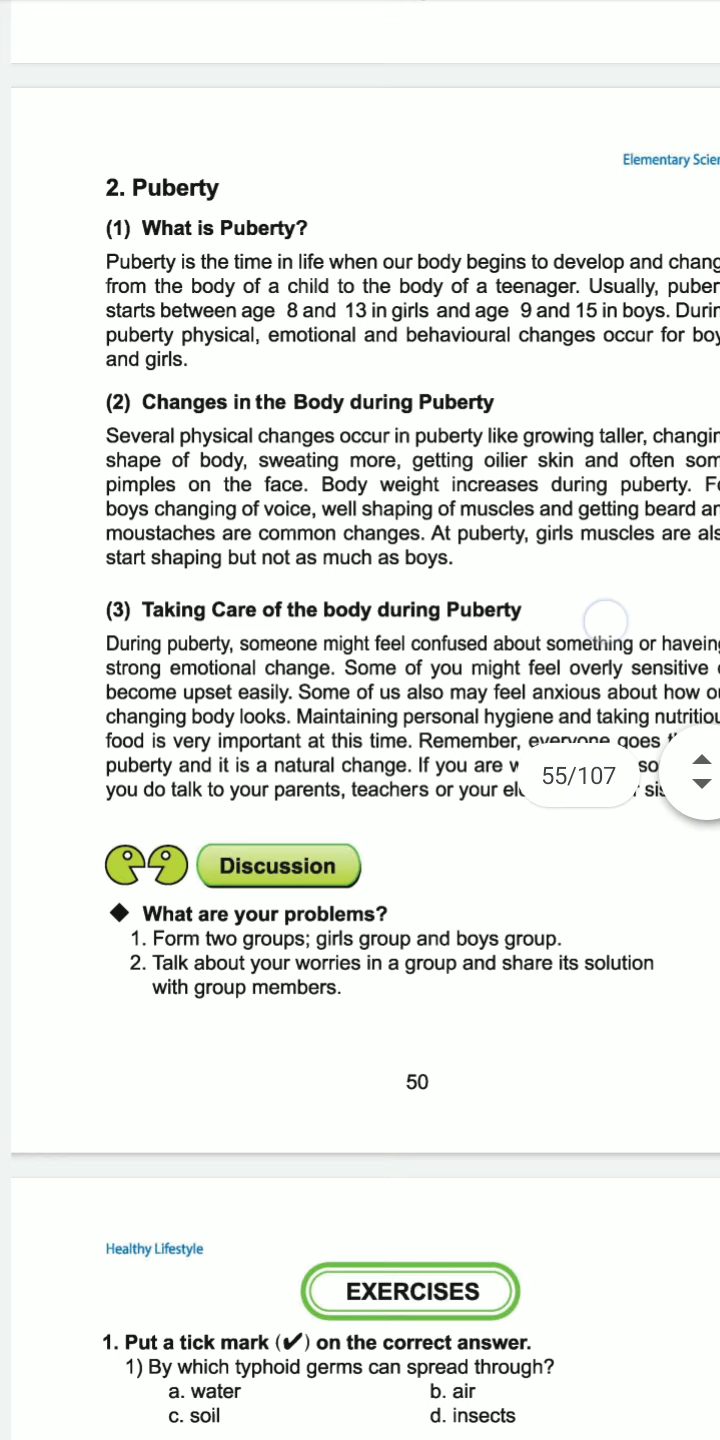 Elementary Scie
2. Puberty
(1) What is Puberty?
Puberty is the time in life when our body begins to develop and chang
from the body of a child to the body of a teenager. Usually, puber
starts between age 8 and 13 in girls and age 9 and 15 in boys. Durin
puberty physical, emotional and behavioural changes occur for boy
and girls.
(2) Changes in the Body during Puberty
Several physical changes occur in puberty like growing taller, changin
shape of body, sweating more, getting oilier skin and often som
pimples on the face. Body weight increases during puberty. Fo
boys changing of voice, well shaping of muscles and getting beard an
moustaches are common changes. At puberty, girls muscles are als
start shaping but not as much as boys.
(3) Taking Care of the body during Puberty
During puberty, someone might feel confused about something or haveing
strong emotional change. Some of you might feel overly sensitive
become upset easily. Some of us also may feel anxious about how o
changing body looks. Maintaining personal hygiene and taking nutritiou
food is very important at this time. Remember, everyone goes
puberty and it is a natural change. If you are w so
you do talk to your parents, teachers or your el sis
55/107
Discussion
◆ What are your problems?
1. Form two groups; girls group and boys group.
2. Talk about your worries in a group and share its solution
with group members.
50
Healthy Lifestyle
EXERCISES
1. Put a tick mark (✔) on the correct answer.
1) By which typhoid germs can spread through?
a. water b. air
c. soil d. insects